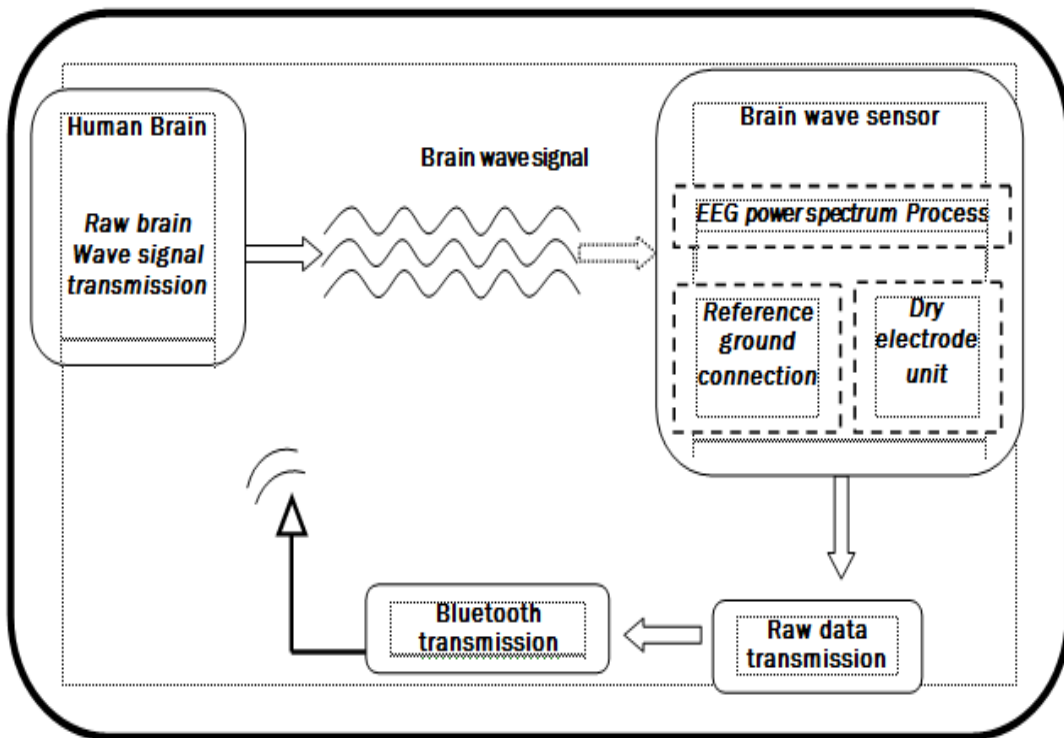 Human Brain
Raw brain
Wave signal
transmission
Brain wave signal
Brain wave sensor
EEG power spectrum Process
Reference
ground
connection
Dry
electrode
unit
Bluetooth
transmission
Raw data
transmission